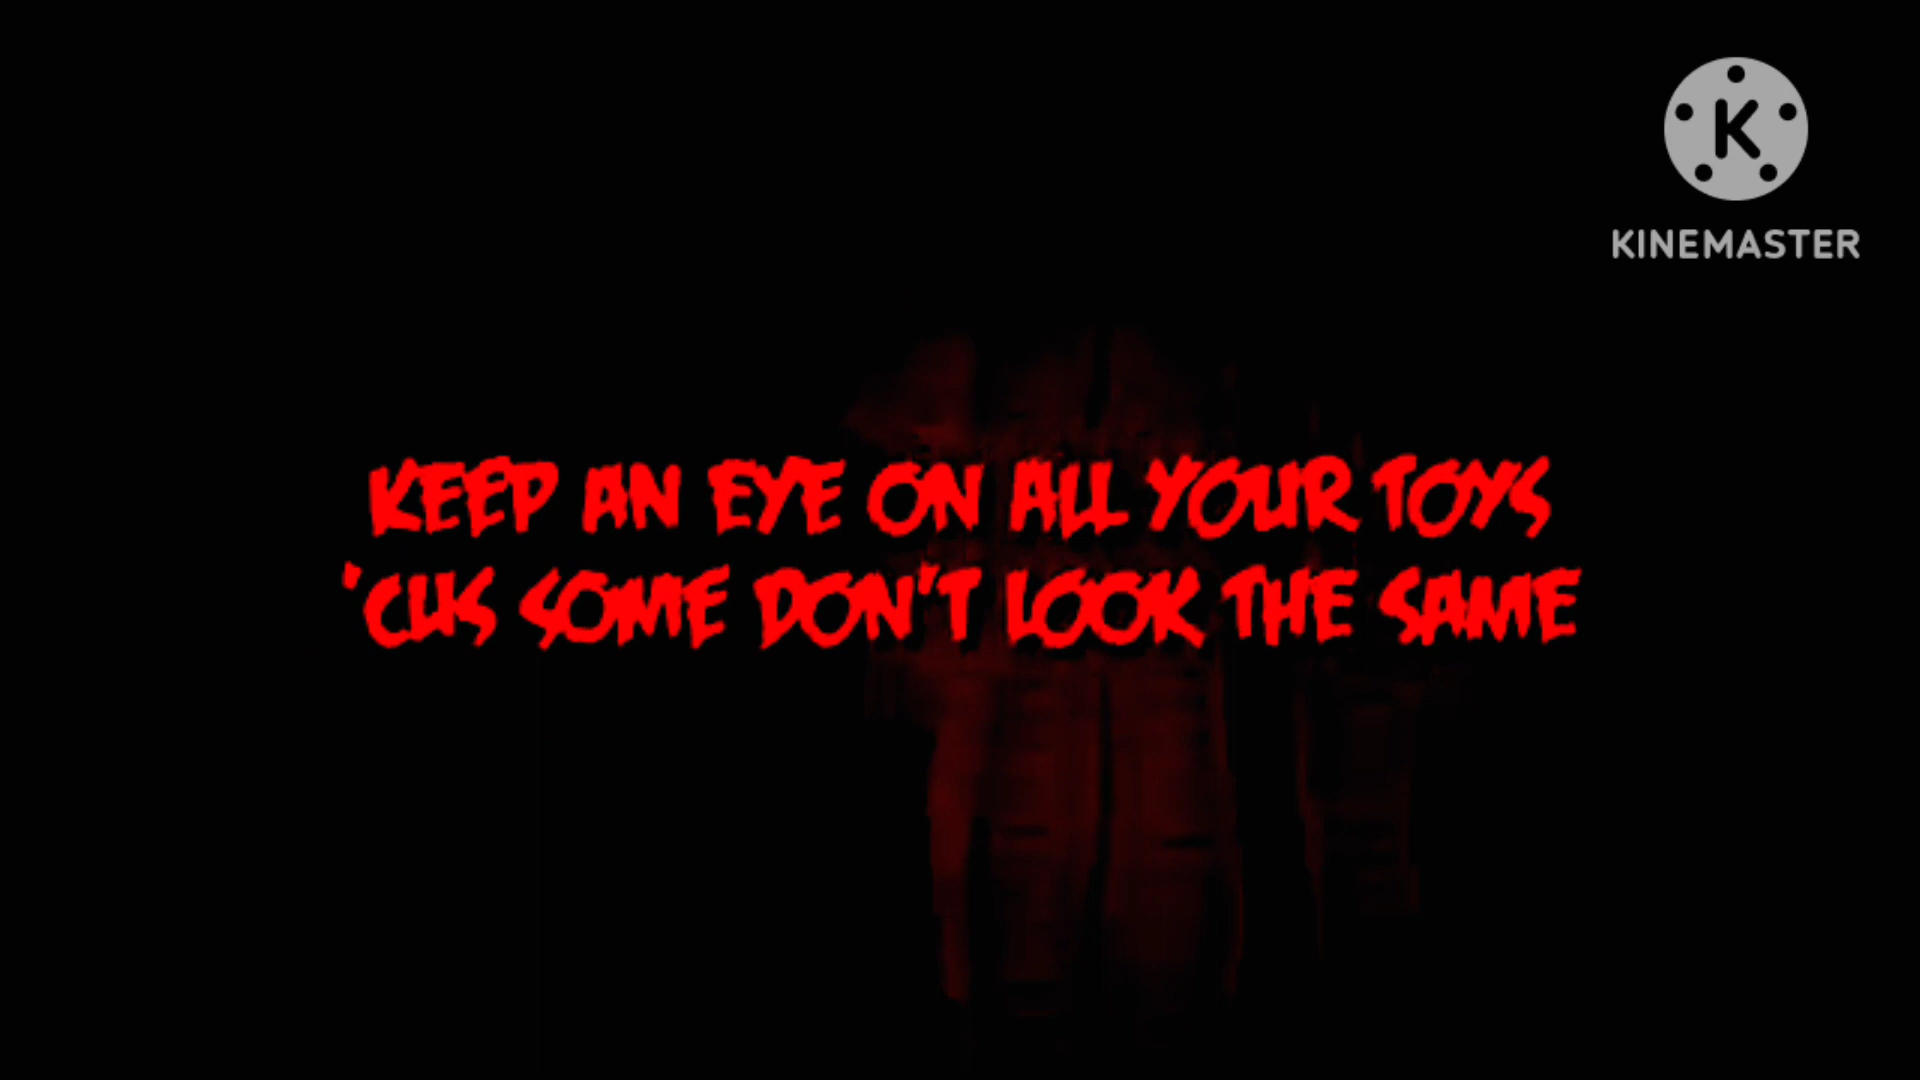 K
KINEMASTER
KEEP AN EYE ON ALL YOUR TOYS
'CUS SOME DON'T LOOK THE SAME